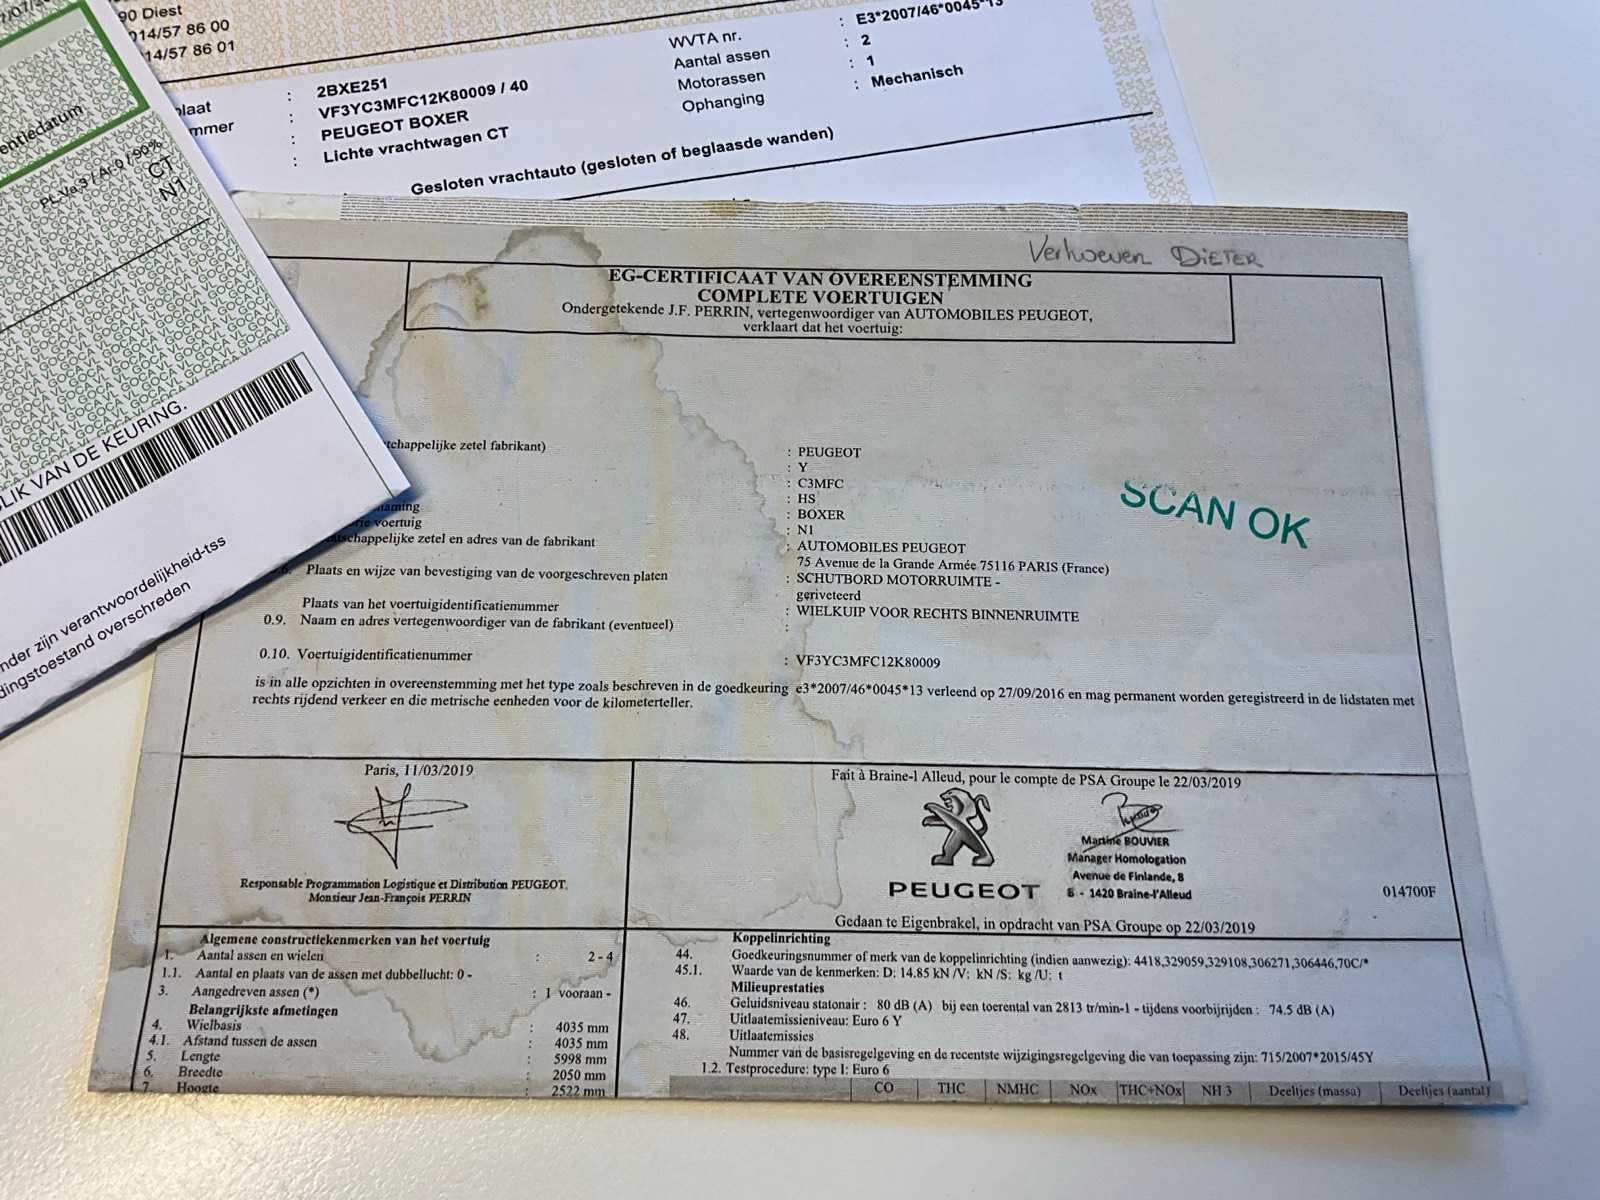 90 Diest
014/57 86 00
14/57 86 01
plaat : 2BXE251
mmer : VF3YC3MFC12K80009 / 40
: PEUGEOT BOXER
: Lichte vrachtwagen CT
WVTA nr. : E3*2007/46*0045*13
Aantal assen : 2
Motorassen : 1
Ophanging : Mechanisch
Gesloten vrachtauto (gesloten of beglaasde wanden)
entiedatum
PL.Va.9 / Ar.0 / 90%
CT
N1
LIK VAN DE KEURING.
nder zijn verantwoordelijkheid-tss
dingstoestand overschreden
Verhoeven DIETER
EG-CERTIFICAAT VAN OVEREENSTEMMING
COMPLETE VOERTUIGEN
Ondergetekende J.F. PERRIN, vertegenwoordiger van AUTOMOBILES PEUGEOT,
verklaart dat het voertuig:
tschappelijke zetel fabrikant) : PEUGEOT
: Y
: C3MFC
: HS
naming : BOXER
rie voertuig : N1
atschappelijke zetel en adres van de fabrikant : AUTOMOBILES PEUGEOT
75 Avenue de la Grande Armée 75116 PARIS (France)
6. Plaats en wijze van bevestiging van de voorgeschreven platen : SCHUTBORD MOTORRUIMTE -
geriveteerd
Plaats van het voertuigidentificatienummer : WIELKUIP VOOR RECHTS BINNENRUIMTE
0.9. Naam en adres vertegenwoordiger van de fabrikant (eventueel) :
0.10. Voertuigidentificatienummer : VF3YC3MFC12K80009
SCAN OK
is in alle opzichten in overeenstemming met het type zoals beschreven in de goedkeuring e3*2007/46*0045*13 verleend op 27/09/2016 en mag permanent worden geregistreerd in de lidstaten met
rechts rijdend verkeer en die metrische eenheden voor de kilometerteller.
Paris, 11/03/2019
Responsable Programmation Logistique et Distribution PEUGEOT,
Monsieur Jean-François PERRIN
Fait à Braine-l Alleud, pour le compte de PSA Groupe le 22/03/2019
PEUGEOT
Martine BOUVIER
Manager Homologation
Avenue de Finlande, 8
B - 1420 Braine-l'Alleud
014700F
Gedaan te Eigenbrakel, in opdracht van PSA Groupe op 22/03/2019
Algemene constructiekenmerken van het voertuig
1. Aantal assen en wielen : 2 - 4
1.1. Aantal en plaats van de assen met dubbellucht: 0 -
3. Aangedreven assen (*) : 1 vooraan -
Belangrijkste afmetingen
4. Wielbasis : 4035 mm
4.1. Afstand tussen de assen : 4035 mm
5. Lengte : 5998 mm
6. Breedte : 2050 mm
7. Hoogte : 2522 mm
Koppelinrichting
44. Goedkeuringsnummer of merk van de koppelinrichting (indien aanwezig): 4418,329059,329108,306271,306446,70C/*
45.1. Waarde van de kenmerken: D: 14.85 kN /V: kN /S: kg /U: t
Milieuprestaties
46. Geluidsniveau stationair : 80 dB (A) bij een toerental van 2813 tr/min-1 - tijdens voorbijrijden : 74.5 dB (A)
47. Uitlaatemissieniveau: Euro 6 Y
48. Uitlaatemissies
Nummer van de basisregelgeving en de recentste wijzigingsregelgeving die van toepassing zijn: 715/2007*2015/45Y
1.2. Testprocedure: type I: Euro 6
CO THC NMHC NOx THC+NOx NH 3 Deeltjes (massa) Deeltjes (aantal)